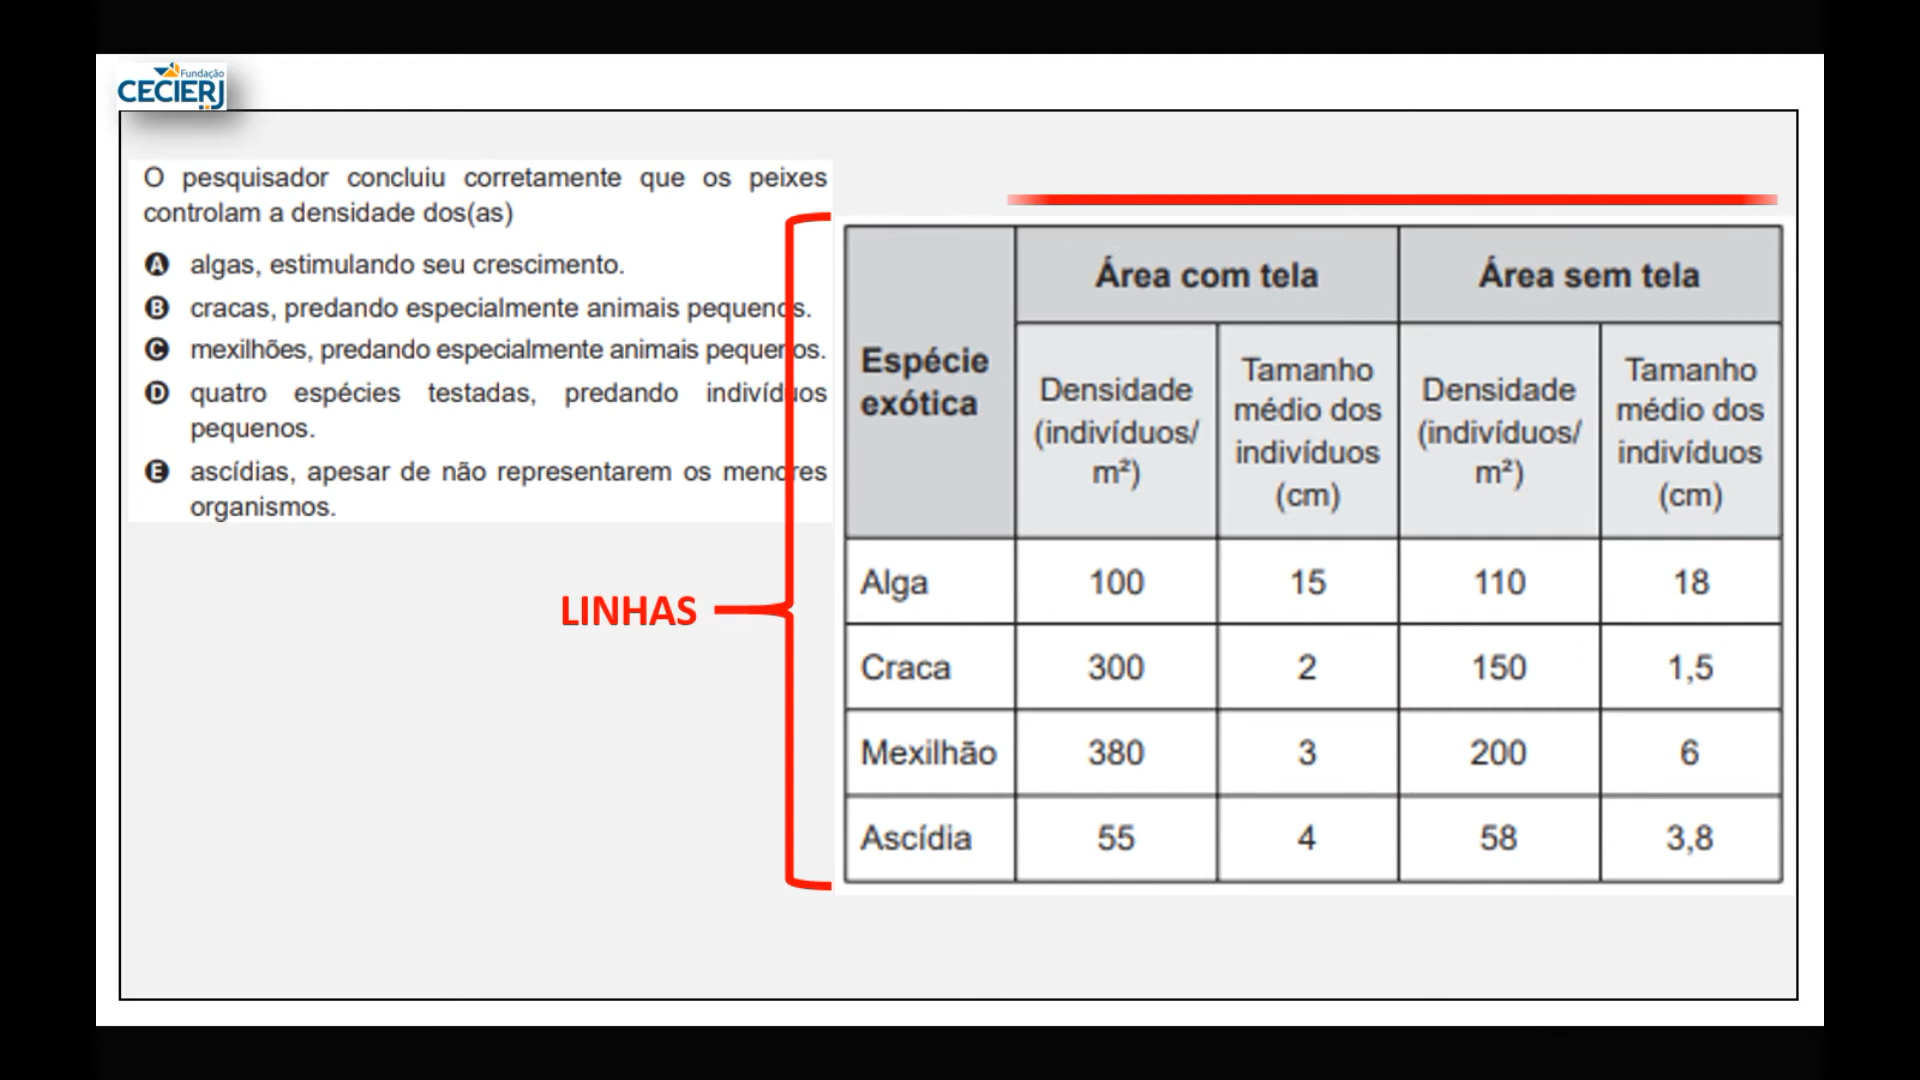 Fundação
CECIERJ
O pesquisador concluiu corretamente que os peixes
controlam a densidade dos(as)
A algas, estimulando seu crescimento.
B cracas, predando especialmente animais pequenos.
C mexilhões, predando especialmente animais pequenos.
D quatro espécies testadas, predando indivíduos
pequenos.
E ascídias, apesar de não representarem os menores
organismos.
LINHAS
Espécie
exótica
Área com tela
Área sem tela
Densidade
(indivíduos/
m²)
Tamanho
médio dos
indivíduos
(cm)
Densidade
(indivíduos/
m²)
Tamanho
médio dos
indivíduos
(cm)
Alga 100 15 110 18
Craca 300 2 150 1,5
Mexilhão 380 3 200 6
Ascídia 55 4 58 3,8